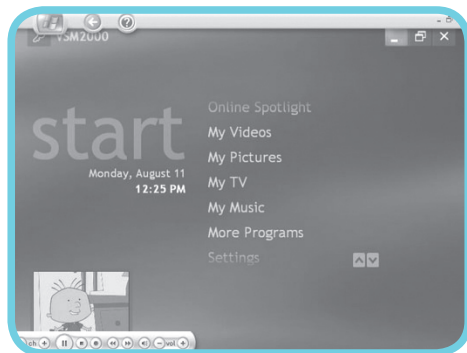 VSM2000
start
Monday, August 11
12:25 PM
Online Spotlight
My Videos
My Pictures
My TV
My Music
More Programs
Settings
ch
vol